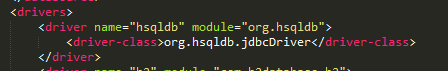 <drivers>
<driver name="hsqldb" module="org.hsqldb">
<driver-class>org.hsqldb.jdbcDriver</driver-class>
</driver>